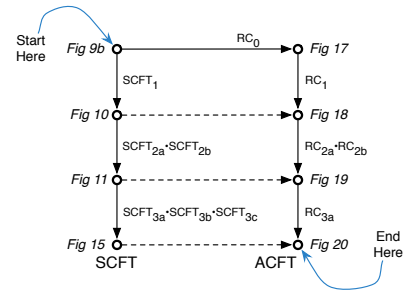 Start
Here
Fig 9b
RC0
Fig 17
SCFT1
RC1
Fig 10
Fig 18
SCFT2a•SCFT2b
RC2a•RC2b
Fig 11
Fig 19
SCFT3a•SCFT3b•SCFT3c
RC3a
End
Here
Fig 15
Fig 20
SCFT
ACFT